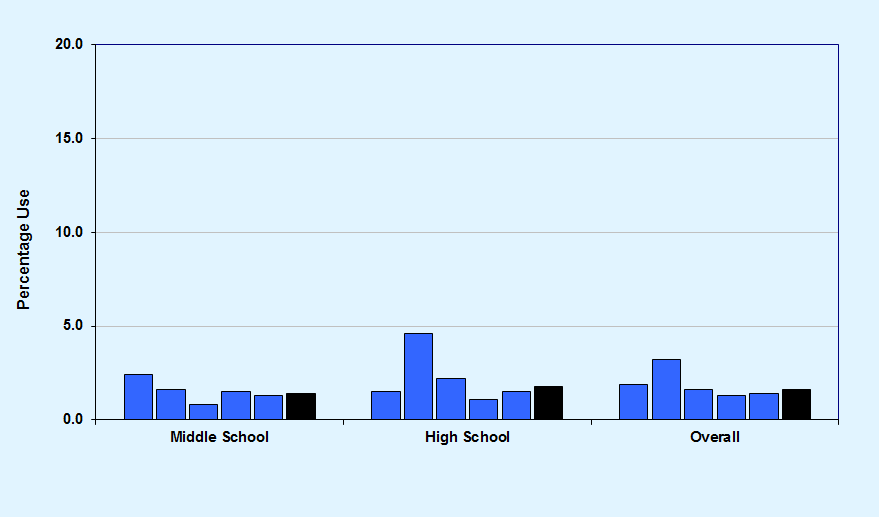 20.0
15.0
10.0
5.0
0.0
Percentage Use
Middle School
High School
Overall